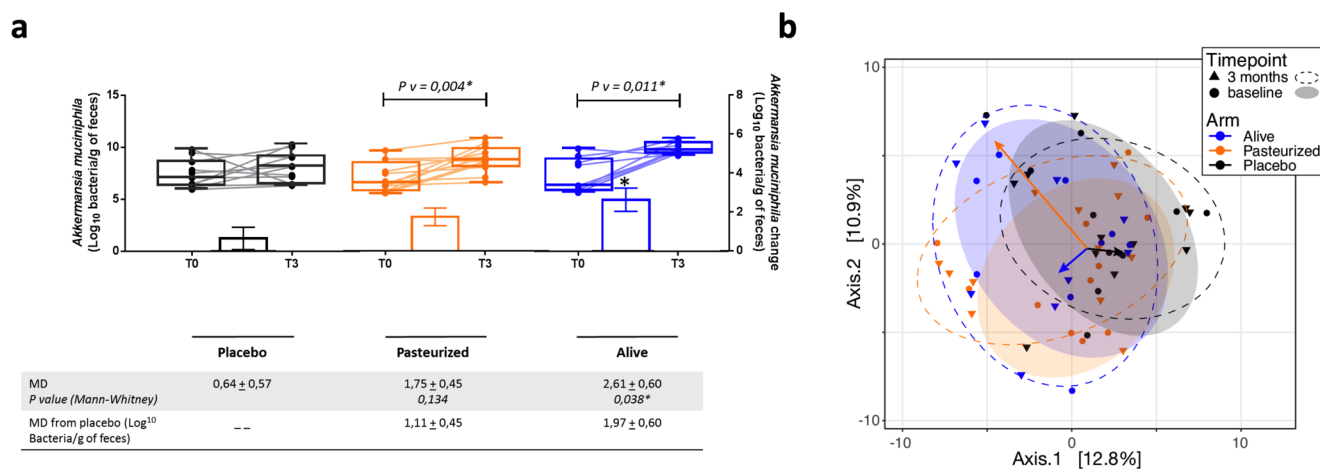 a
Akkermansia muciniphila
(Log10 bacteria/g of feces)
15
10
5
0
P v = 0,004*
P v = 0,011*
*
8
6
4
2
0
Akkermansia muciniphila change
(Log10 bacteria/g of feces)
T0 T3 T0 T3 T0 T3
Placebo Pasteurized Alive
MD 0,64 ± 0,57 1,75 ± 0,45 2,61 ± 0,60
P value (Mann-Whitney) 0,134 0,038*
MD from placebo (Log10 _ _ 1,11 ± 0,45 1,97 ± 0,60
Bacteria/g of feces)
b
Timepoint
3 months
baseline
Arm
Alive
Pasteurized
Placebo
Axis.2 [10.9%]
10
5
0
-5
-10
-10 -5 0 5 10
Axis.1 [12.8%]